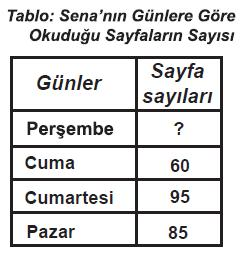 Tablo: Sena’nın Günlere Göre
Okuduğu Sayfaların Sayısı
Günler Sayfa sayıları
Perşembe ?
Cuma 60
Cumartesi 95
Pazar 85